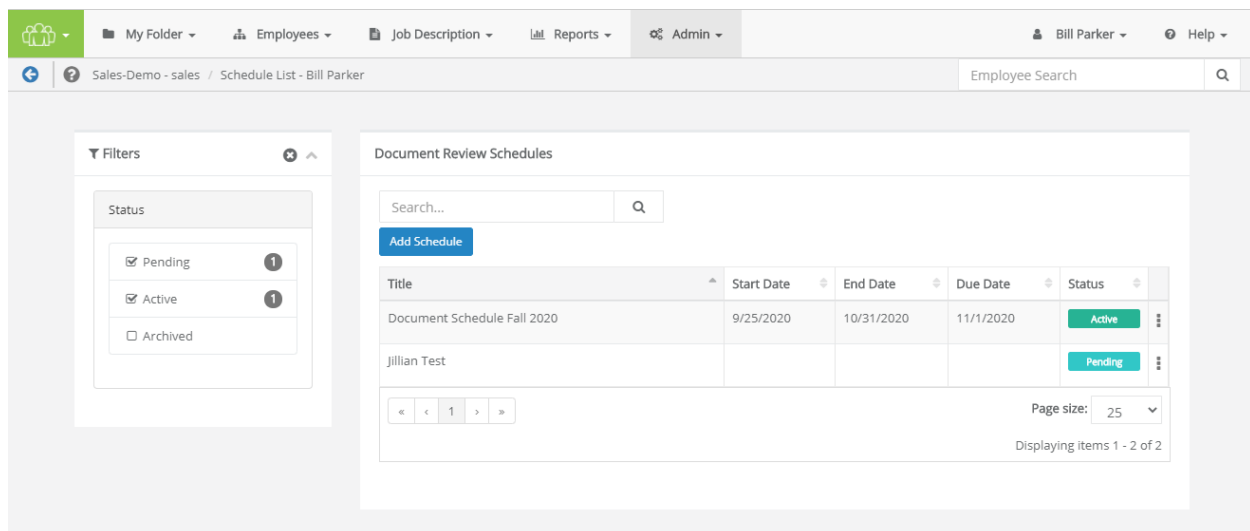 My Folder Employees Job Description Reports Admin Bill Parker Help
Sales-Demo - sales / Schedule List - Bill Parker Employee Search
Filters
Status
Pending 1
Active 1
Archived
Document Review Schedules
Search...
Add Schedule
Title Start Date End Date Due Date Status
Document Schedule Fall 2020 9/25/2020 10/31/2020 11/1/2020 Active
Jillian Test Pending
« ‹ 1 › » Page size: 25
Displaying items 1 - 2 of 2